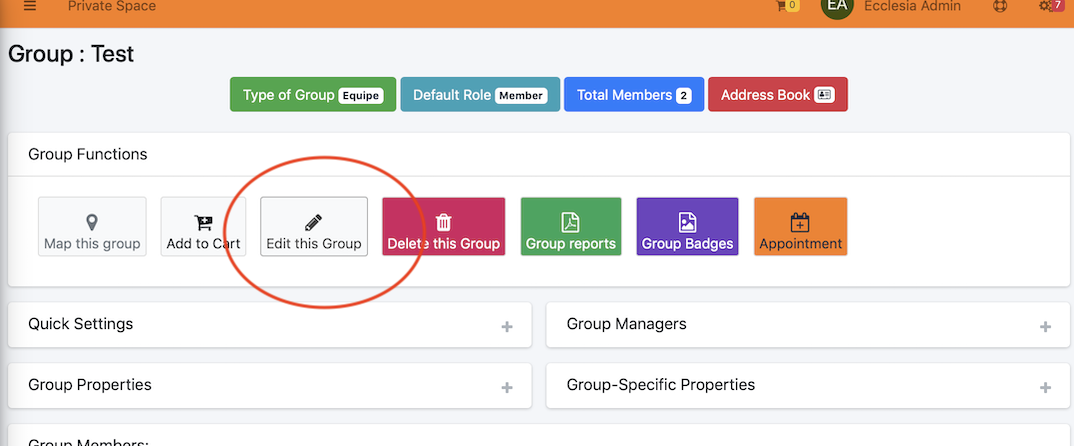 Private Space 0 EA Ecclesia Admin 7
Group : Test
Type of Group Equipe Default Role Member Total Members 2 Address Book
Group Functions
Map this group Add to Cart Edit this Group Delete this Group Group reports Group Badges Appointment
Quick Settings + Group Managers +
Group Properties + Group-Specific Properties +
Group Members: